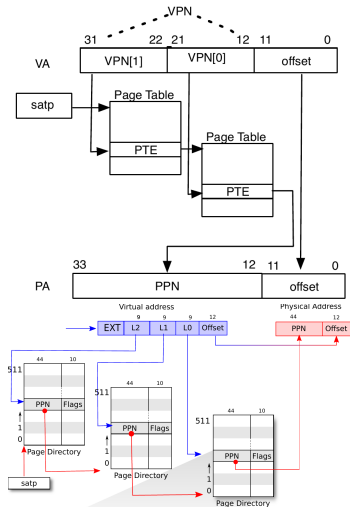 VPN
31 22 21 12 11 0
VA VPN[1] VPN[0] offset
satp
Page Table
Page Table
PTE
PTE
33 12 11 0
PA PPN offset
Virtual address Physical Address
9 9 9 12 44 12
EXT L2 L1 L0 Offset PPN Offset
44 10
511
PPN Flags
1
0
Page Directory
satp
44 10
511
PPN Flags
1
0
Page Directory
44 10
511
PPN Flags
1
0
Page Directory